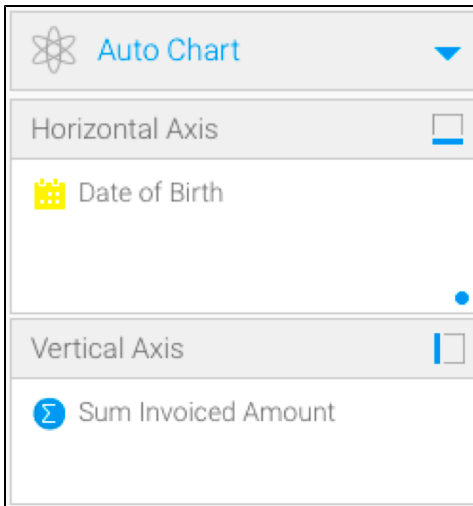 Auto Chart
Horizontal Axis
Date of Birth
Vertical Axis
Σ Sum Invoiced Amount